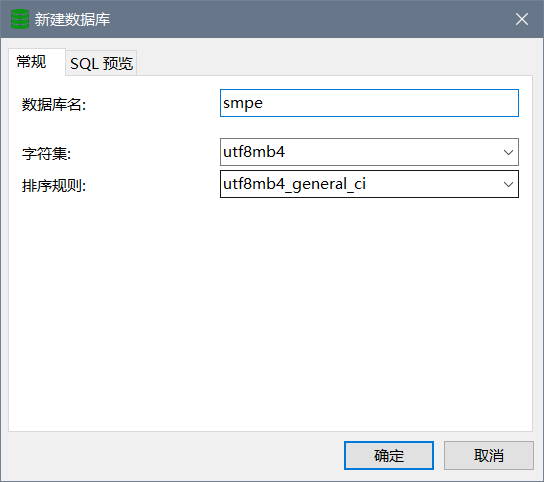 新建数据库
常规 SQL 预览
数据库名: smpe
字符集: utf8mb4
排序规则: utf8mb4_general_ci
确定 取消